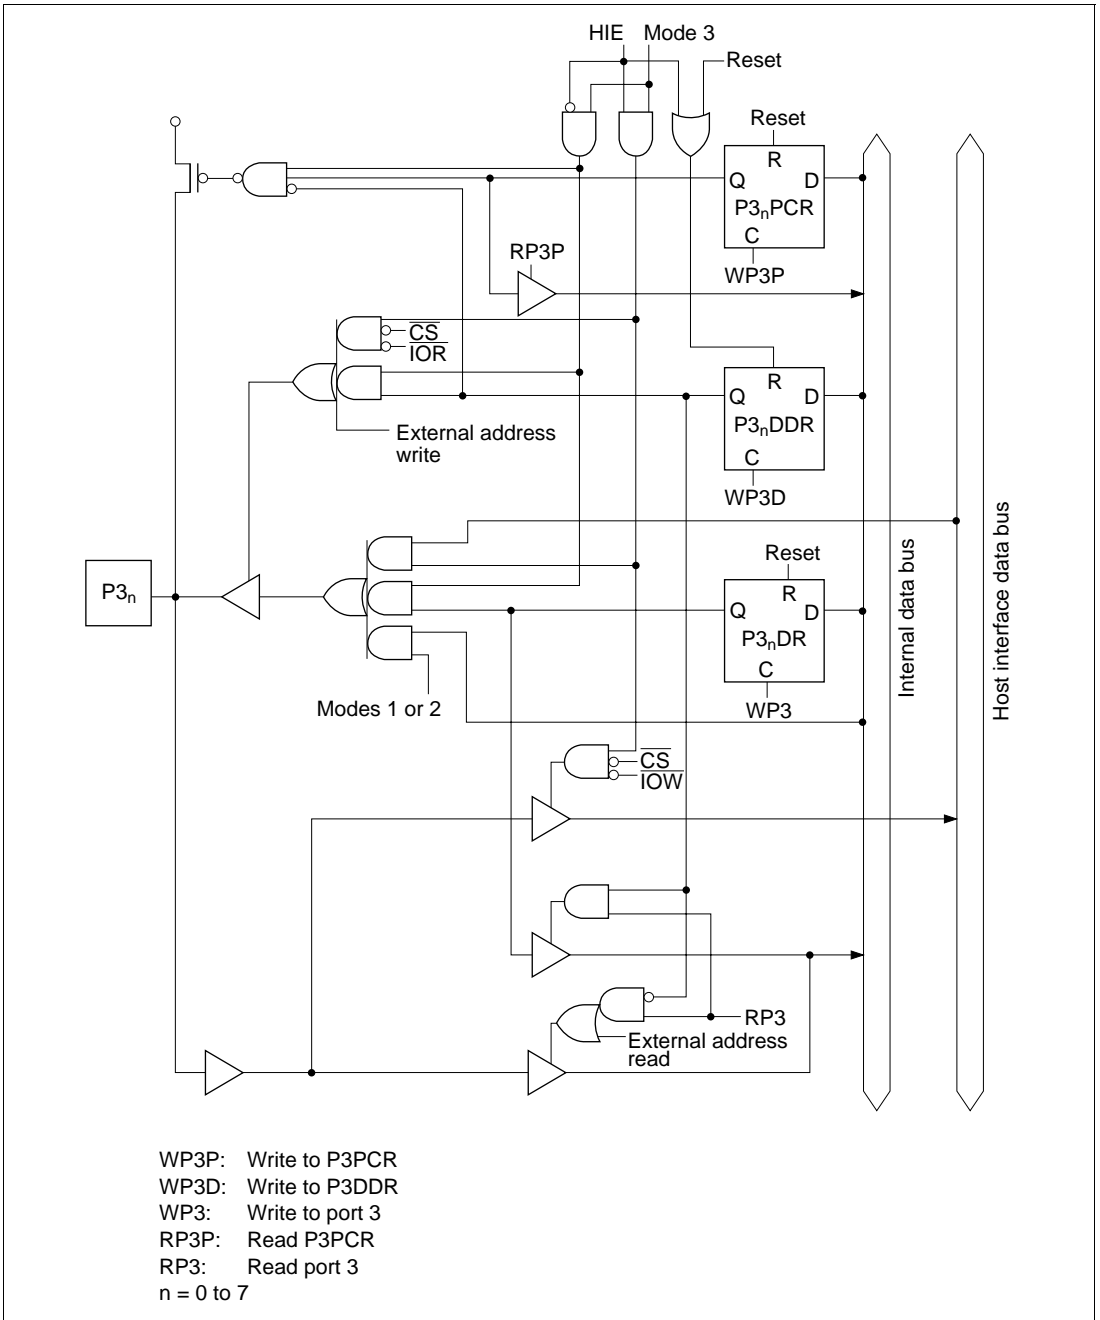 HIE Mode 3
Reset
Reset
R
Q D
P3nPCR
C
WP3P
RP3P
CS
IOR
R
Q D
P3nDDR
C
WP3D
External address
write
Reset
R
Q D
P3nDR
C
WP3
P3n
Modes 1 or 2
Internal data bus
Host interface data bus
CS
IOW
RP3
External address
read
WP3P: Write to P3PCR
WP3D: Write to P3DDR
WP3: Write to port 3
RP3P: Read P3PCR
RP3: Read port 3
n = 0 to 7